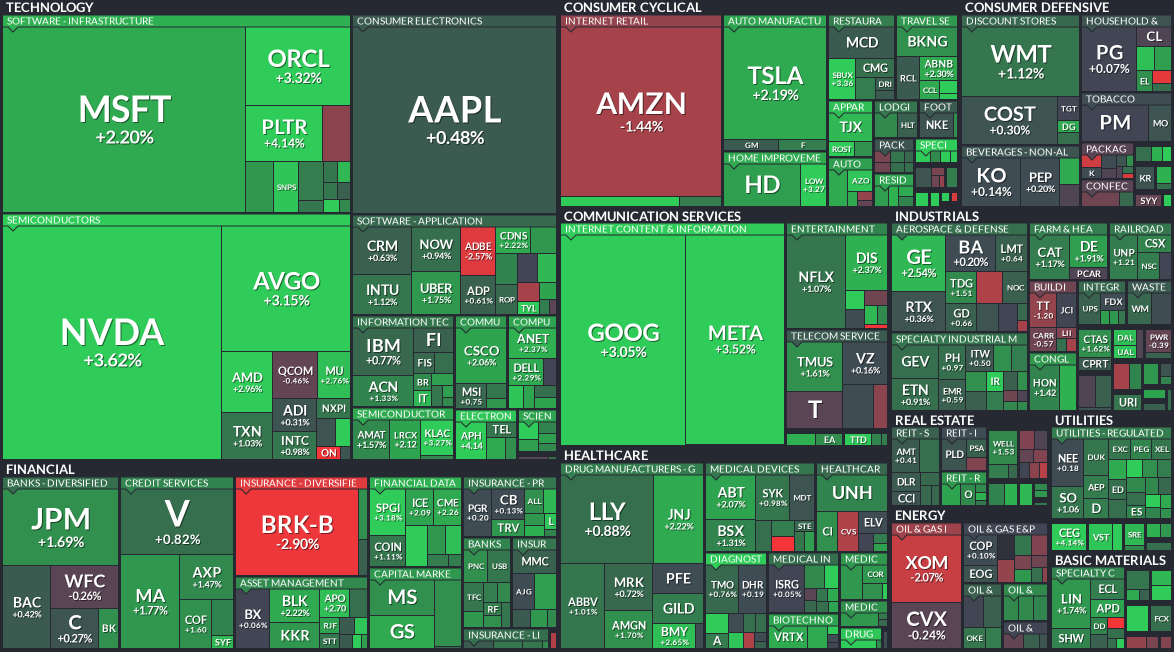 TECHNOLOGY
SOFTWARE - INFRASTRUCTURE
MSFT
+2.20%
ORCL
+3.32%
PLTR
+4.14%
SNPS
CONSUMER ELECTRONICS
AAPL
+0.48%
SEMICONDUCTORS
NVDA
+3.62%
AVGO
+3.15%
AMD
+2.96%
QCOM
-0.46%
MU
+2.76%
TXN
+1.03%
ADI
+0.31%
NXPI
INTC
+0.98%
ON
SOFTWARE - APPLICATION
CRM
+0.63%
NOW
+0.94%
ADBE
-2.57%
CDNS
+2.22%
INTU
+1.12%
UBER
+1.75%
ADP
+0.61%
ROP
TYL
INFORMATION TEC
IBM
+0.77%
FI
FIS
ACN
+1.33%
BR
IT
COMMU
CSCO
+2.06%
MSI
+0.75
COMPU
ANET
+2.37%
DELL
+2.29%
SEMICONDUCTOR
AMAT
+1.57%
LRCX
+2.12
KLAC
+3.27%
ELECTRON
APH
+4.14
TEL
SCIEN
CONSUMER CYCLICAL
INTERNET RETAIL
AMZN
-1.44%
AUTO MANUFACTU
TSLA
+2.19%
GM
F
HOME IMPROVEME
HD
LOW
+3.27
RESTAURA
MCD
SBUX
+3.36
CMG
DRI
TRAVEL SE
BKNG
RCL
ABNB
+2.30%
CCL
APPAR
TJX
ROST
LODGI
HLT
FOOT
NKE
PACK
SPECI
AUTO
AZO
RESID
CONSUMER DEFENSIVE
DISCOUNT STORES
WMT
+1.12%
COST
+0.30%
TGT
DG
HOUSEHOLD &
PG
+0.07%
CL
EL
BEVERAGES - NON-AL
KO
+0.14%
PEP
+0.20%
TOBACCO
PM
MO
PACKAG
K
KR
CONFEC
SYY
COMMUNICATION SERVICES
INTERNET CONTENT & INFORMATION
GOOG
+3.05%
META
+3.52%
ENTERTAINMENT
NFLX
+1.07%
DIS
+2.37%
TELECOM SERVICE
TMUS
+1.61%
VZ
+0.16%
T
EA
TTD
INDUSTRIALS
AEROSPACE & DEFENSE
GE
+2.54%
BA
+0.20%
LMT
+0.64
RTX
+0.36%
TDG
+1.51
GD
+0.66
NOC
FARM & HEA
CAT
+1.17%
DE
+1.91%
PCAR
RAILROAD
UNP
+1.21
CSX
NSC
BUILDI
TT
-1.20
JCI
CARR
-0.57
LII
INTEGR
UPS
FDX
WASTE
WM
SPECIALTY INDUSTRIAL M
GEV
PH
+0.97
ITW
+0.50
ETN
+0.91%
EMR
+0.59
IR
CONGL
HON
+1.42
CTAS
+1.62%
DAL
UAL
PWR
-0.39
CPRT
URI
FINANCIAL
BANKS - DIVERSIFIED
JPM
+1.69%
BAC
+0.42%
WFC
-0.26%
C
+0.27%
BK
CREDIT SERVICES
V
+0.82%
MA
+1.77%
AXP
+1.47%
COF
+1.60
SYF
INSURANCE - DIVERSIFIE
BRK-B
-2.90%
ASSET MANAGEMENT
BX
+0.06%
BLK
+2.22%
KKR
APO
+2.70
RJF
STT
FINANCIAL DATA
SPGI
+3.18%
ICE
+2.09
CME
+2.26
COIN
+1.11%
CAPITAL MARKE
MS
GS
INSURANCE - PR
PGR
+0.20
CB
+0.13%
ALL
TRV
L
BANKS
PNC
USB
TFC
RF
INSUR
MMC
AJG
INSURANCE - LI
HEALTHCARE
DRUG MANUFACTURERS - G
LLY
+0.88%
JNJ
+2.22%
ABBV
+1.01%
MRK
+0.72%
PFE
GILD
AMGN
+1.70%
BMY
+2.65%
MEDICAL DEVICES
ABT
+2.07%
SYK
+0.98%
MDT
BSX
+1.31%
STE
HEALTHCAR
UNH
CI
CVS
ELV
DIAGNOST
TMO
+0.76%
DHR
+0.19
A
MEDICAL IN
ISRG
+0.05%
MEDIC
COR
BIOTECHNO
VRTX
MEDIC
DRUG
REAL ESTATE
REIT - S
AMT
+0.41
DLR
CCI
REIT - I
PLD
PSA
WELL
+1.53
REIT - R
O
UTILITIES
UTILITIES - REGULATED
NEE
+0.18
DUK
EXC
PEG
XEL
SO
+1.06
AEP
ED
D
ES
CEG
+4.14%
VST
SRE
ENERGY
OIL & GAS I
XOM
-2.07%
CVX
-0.24%
OIL & GAS E&P
COP
+0.10%
EOG
OIL &
OKE
OIL &
OIL &
BASIC MATERIALS
SPECIALTY C
LIN
+1.74%
ECL
APD
DD
SHW
FCX